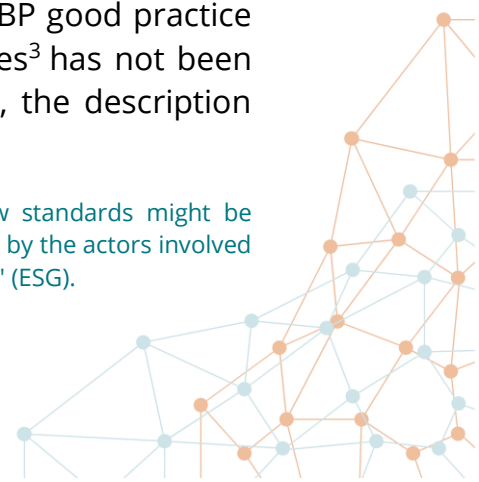 BP good practice
es³ has not been
, the description
w standards might be
by the actors involved
" (ESG).